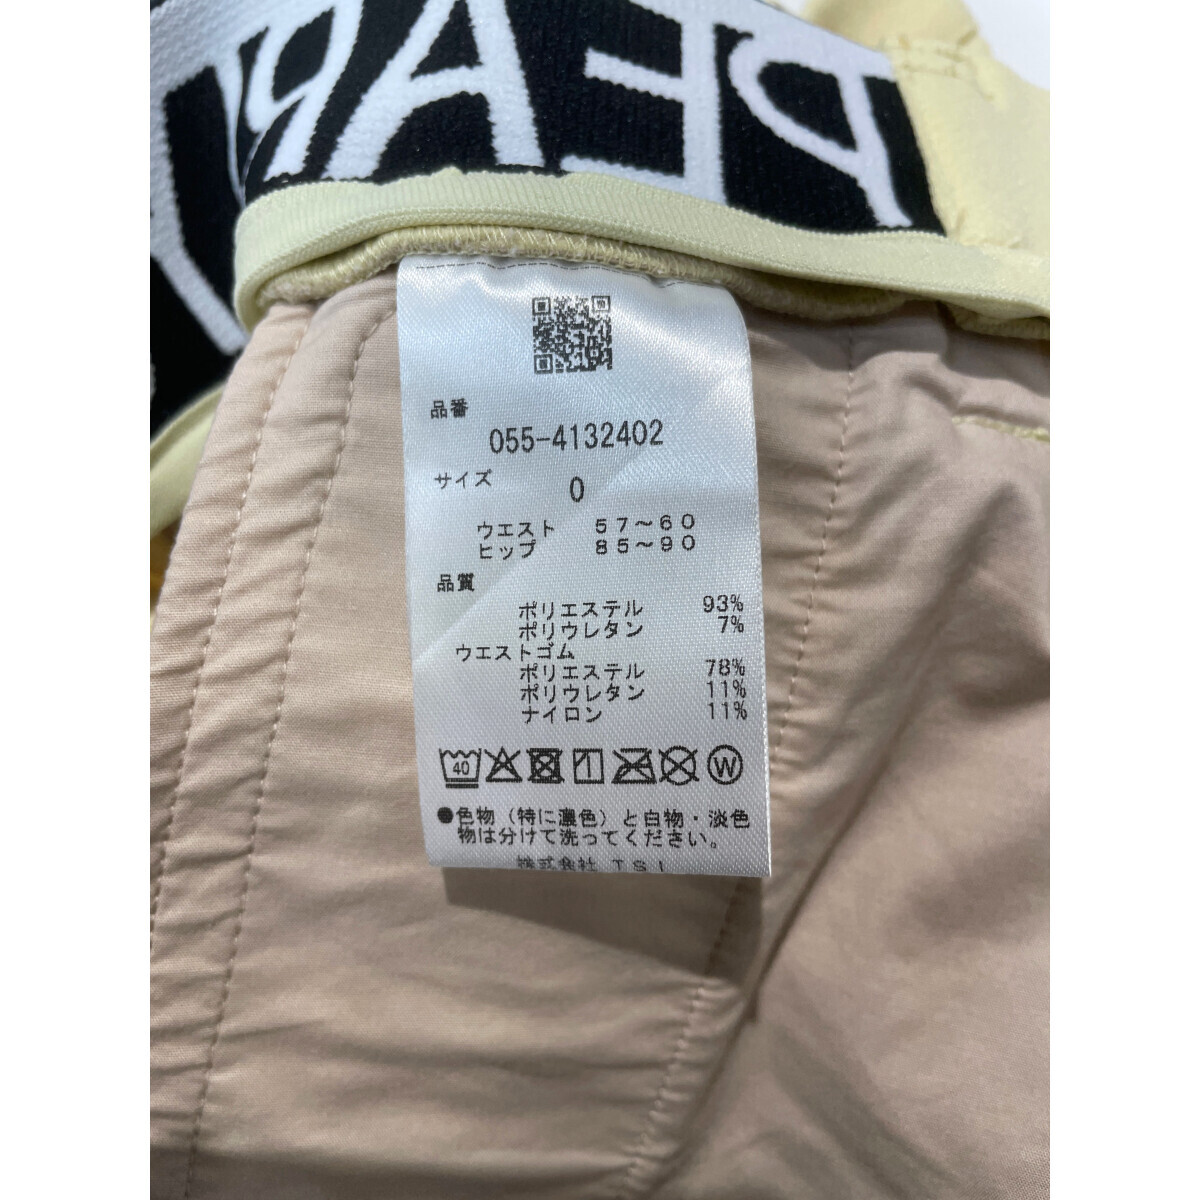 PEAR
品番
055-4132402
サイズ
0
ウエスト 57～60
ヒップ 85～90
品質
ポリエステル 93%
ポリウレタン 7%
ウエストゴム
ポリエステル 78%
ポリウレタン 11%
ナイロン 11%
40
W
●色物（特に濃色）と白物・淡色
物は分けて洗ってください。
株式会社 TSI